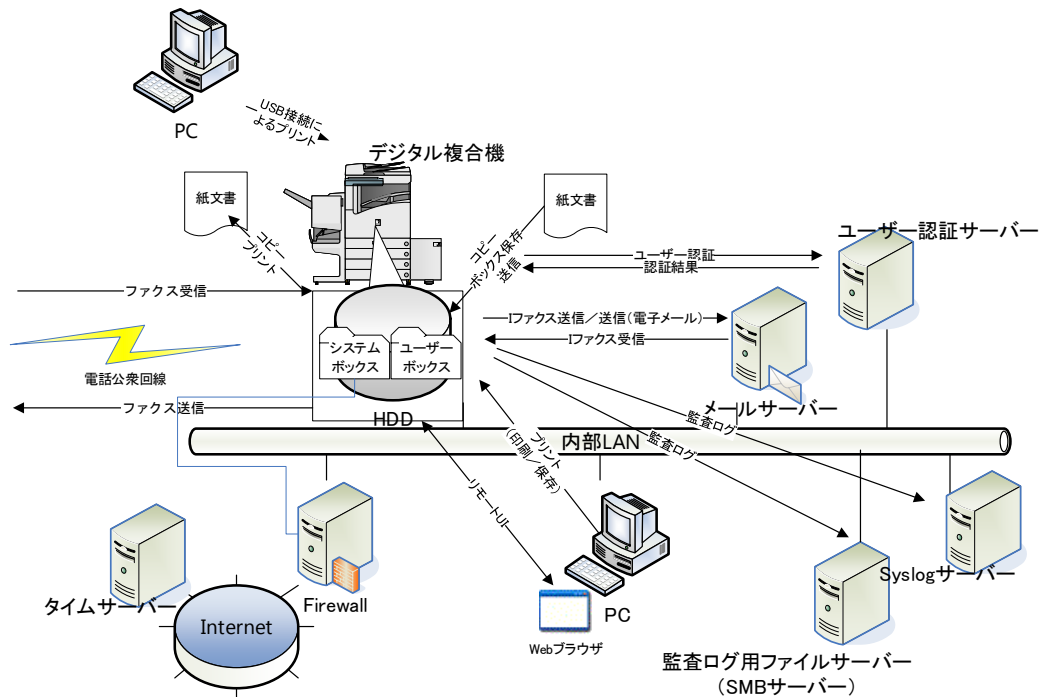 PC
USB接続に
よるプリント
デジタル複合機
紙文書
紙文書
コピー
プリント
コピー
ボックス保存
送信
ユーザー認証サーバー
ユーザー認証
認証結果
ファクス受信
Iファクス送信／送信(電子メール)
Iファクス受信
システム
ボックス
ユーザー
ボックス
電話公衆回線
ファクス送信
HDD
メールサーバー
監査ログ
監査ログ
内部LAN
プリント
(印刷／保存)
リモートUI
タイムサーバー
Firewall
Internet
PC
Webブラウザ
Syslogサーバー
監査ログ用ファイルサーバー
（SMBサーバー）